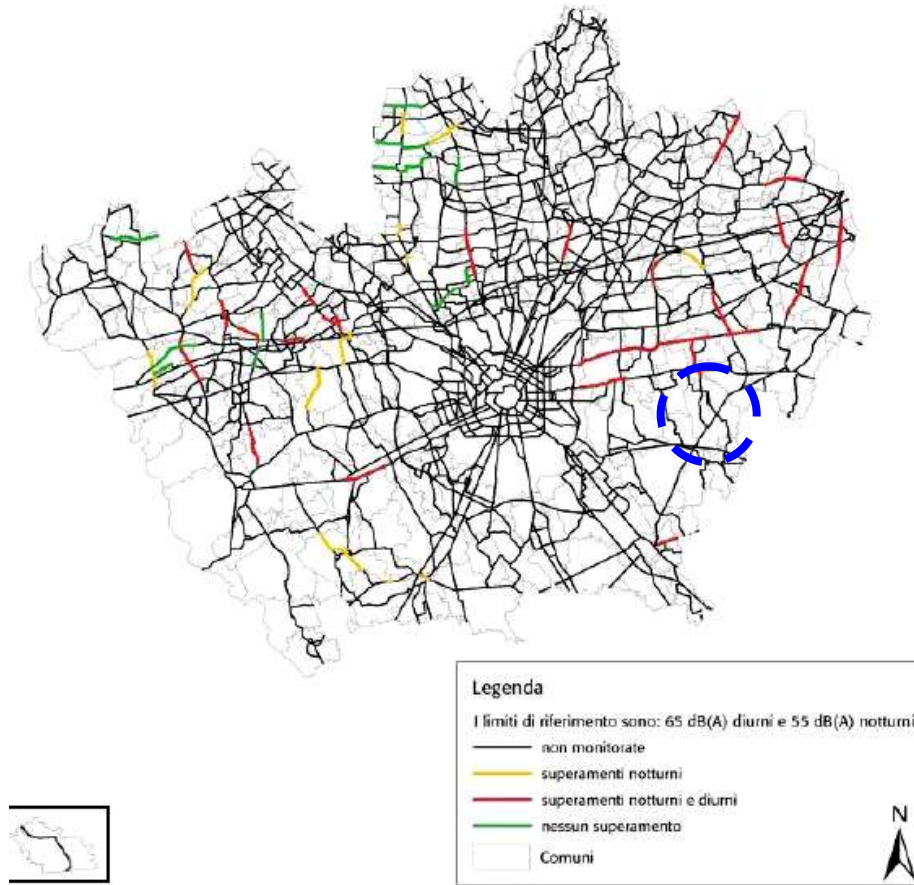 Legenda
I limiti di riferimento sono: 65 dB(A) diurni e 55 dB(A) notturni
non monitorate
superamenti notturni
superamenti notturni e diurni
nessun superamento
Comuni
N